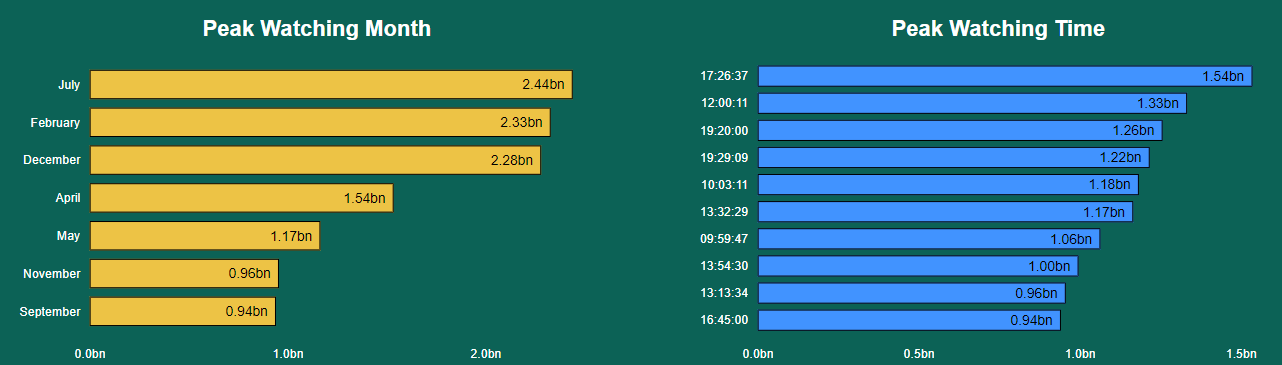 Peak Watching Month
July 2.44bn
February 2.33bn
December 2.28bn
April 1.54bn
May 1.17bn
November 0.96bn
September 0.94bn
0.0bn 1.0bn 2.0bn
Peak Watching Time
17:26:37 1.54bn
12:00:11 1.33bn
19:20:00 1.26bn
19:29:09 1.22bn
10:03:11 1.18bn
13:32:29 1.17bn
09:59:47 1.06bn
13:54:30 1.00bn
13:13:34 0.96bn
16:45:00 0.94bn
0.0bn 0.5bn 1.0bn 1.5bn